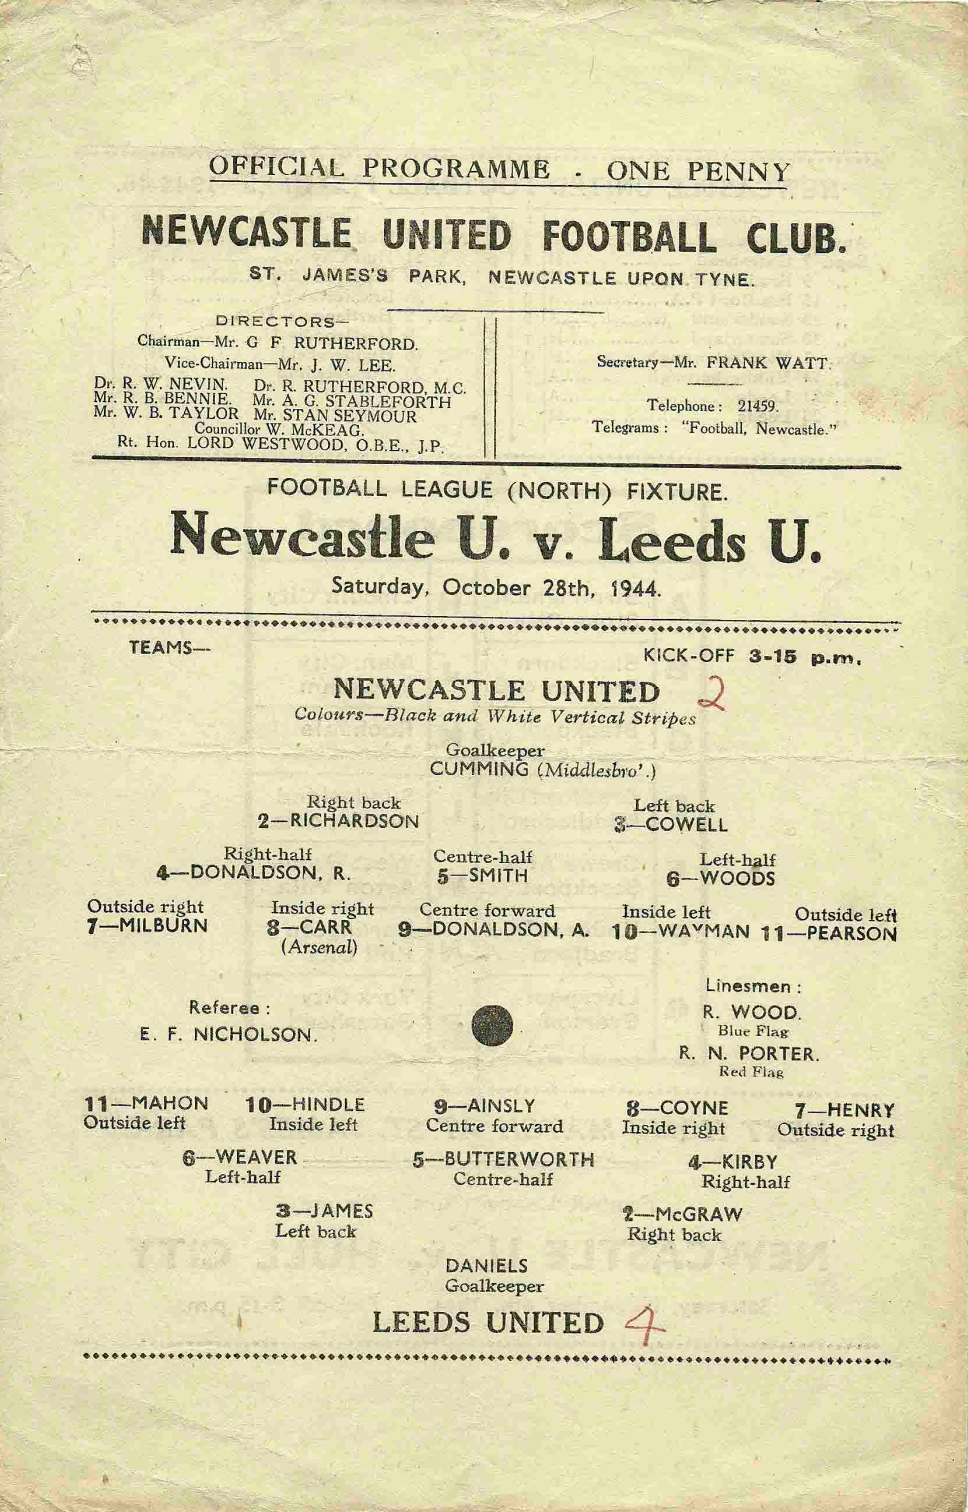 OFFICIAL PROGRAMME - ONE PENNY
NEWCASTLE UNITED FOOTBALL CLUB.
ST. JAMES'S PARK, NEWCASTLE UPON TYNE.
DIRECTORS—
Chairman—Mr. G F RUTHERFORD.
Vice-Chairman—Mr. J. W. LEE.
Dr. R. W. NEVIN. Dr. R. RUTHERFORD, M.C.
Mr. R. B. BENNIE. Mr. A. G. STABLEFORTH
Mr. W. B. TAYLOR Mr. STAN SEYMOUR
Councillor W. McKEAG.
Rt. Hon. LORD WESTWOOD, O.B.E., J.P.
Secretary—Mr. FRANK WATT.
Telephone: 21459.
Telegrams: "Football, Newcastle."
FOOTBALL LEAGUE (NORTH) FIXTURE.
Newcastle U. v. Leeds U.
Saturday, October 28th, 1944.
TEAMS—
KICK-OFF 3-15 p.m.
NEWCASTLE UNITED 2
Colours—Black and White Vertical Stripes
Goalkeeper
CUMMING (Middlesbro'.)
Right back Left back
2—RICHARDSON 3—COWELL
Right-half Centre-half Left-half
4—DONALDSON, R. 5—SMITH 6—WOODS
Outside right Inside right Centre forward Inside left Outside left
7—MILBURN 8—CARR 9—DONALDSON, A. 10—WAYMAN 11—PEARSON
(Arsenal)
Referee:
E. F. NICHOLSON.
Linesmen:
R. WOOD.
Blue Flag
R. N. PORTER.
Red Flag
11—MAHON 10—HINDLE 9—AINSLY 8—COYNE 7—HENRY
Outside left Inside left Centre forward Inside right Outside right
6—WEAVER 5—BUTTERWORTH 4—KIRBY
Left-half Centre-half Right-half
3—JAMES 2—McGRAW
Left back Right back
DANIELS
Goalkeeper
LEEDS UNITED 4